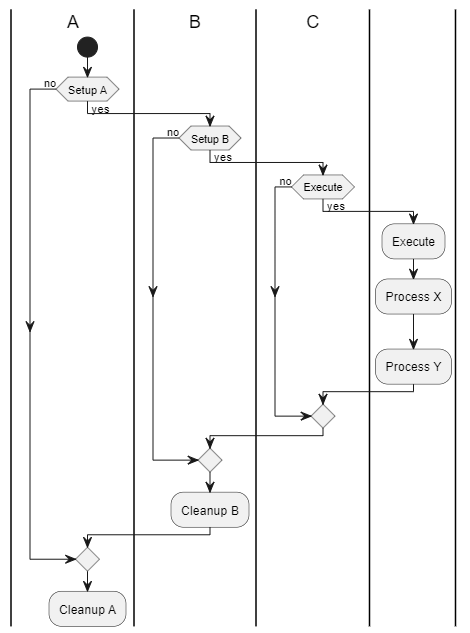 A
B
C
no
Setup A
yes
no
Setup B
yes
no
Execute
yes
Execute
Process X
Process Y
Cleanup B
Cleanup A